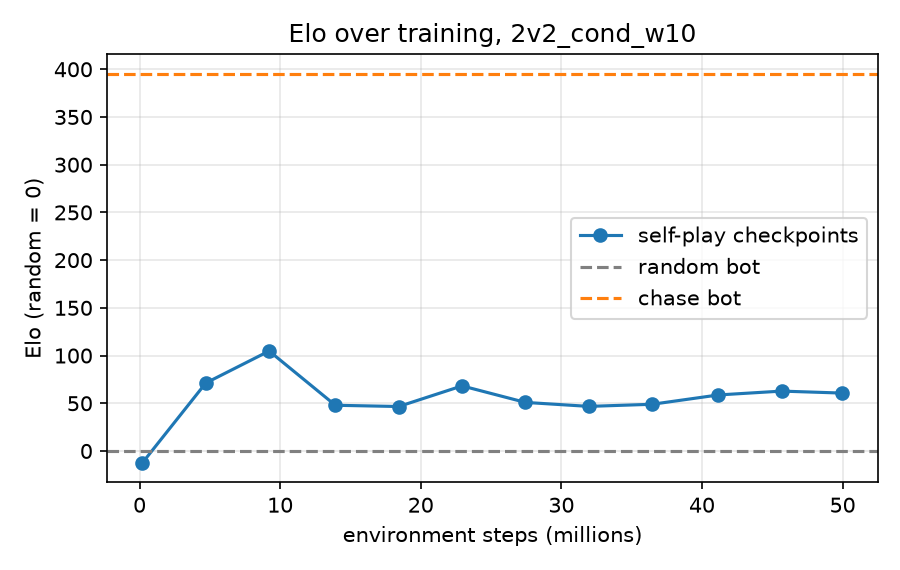 Elo over training, 2v2_cond_w10
400
350
300
250
200
150
100
50
0
Elo (random = 0)
self-play checkpoints
random bot
chase bot
0 10 20 30 40 50
environment steps (millions)